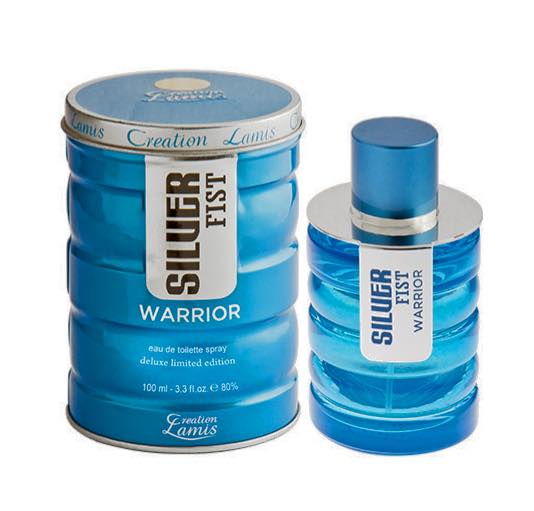 Creation
Lamis
Lamis Creation Lamis C
SILVER
FIST
WARRIOR
eau de toilette spray
deluxe limited edition
100 ml - 3.3 fl.oz. ℮ 80%
Creation
Lamis
SILVER
FIST
WARRIOR